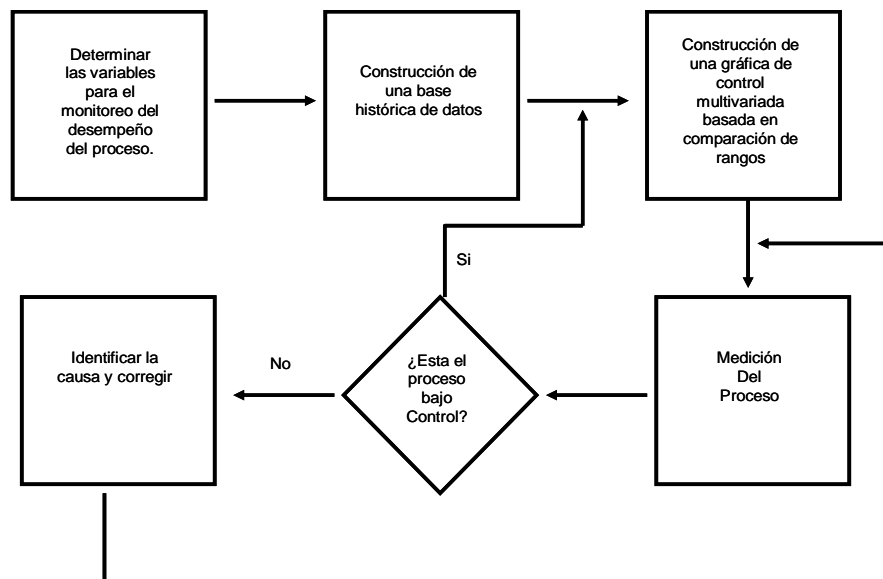 Determinar
las variables
para el
monitoreo del
desempeño
del proceso.
Construcción de
una base
histórica de datos
Construcción de
una gráfica de
control
multivariada
basada en
comparación de
rangos
Si
Identificar la
causa y corregir
No
¿Esta el
proceso
bajo
Control?
Medición
Del
Proceso